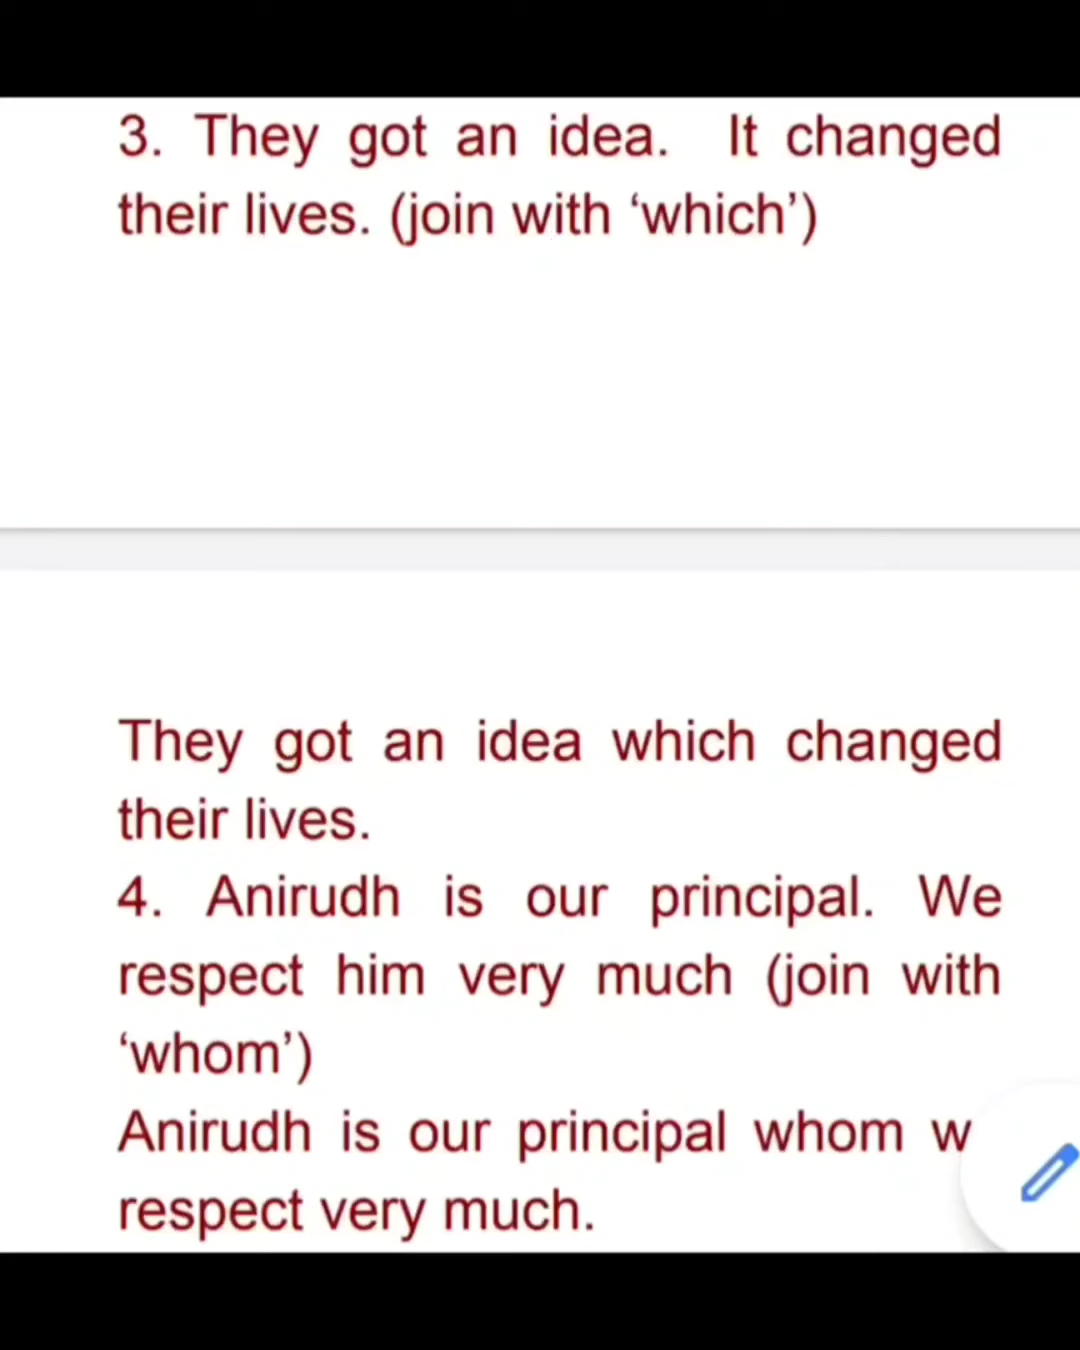 3. They got an idea. It changed
their lives. (join with ‘which’)
They got an idea which changed
their lives.
4. Anirudh is our principal. We
respect him very much (join with
‘whom’)
Anirudh is our principal whom w
respect very much.